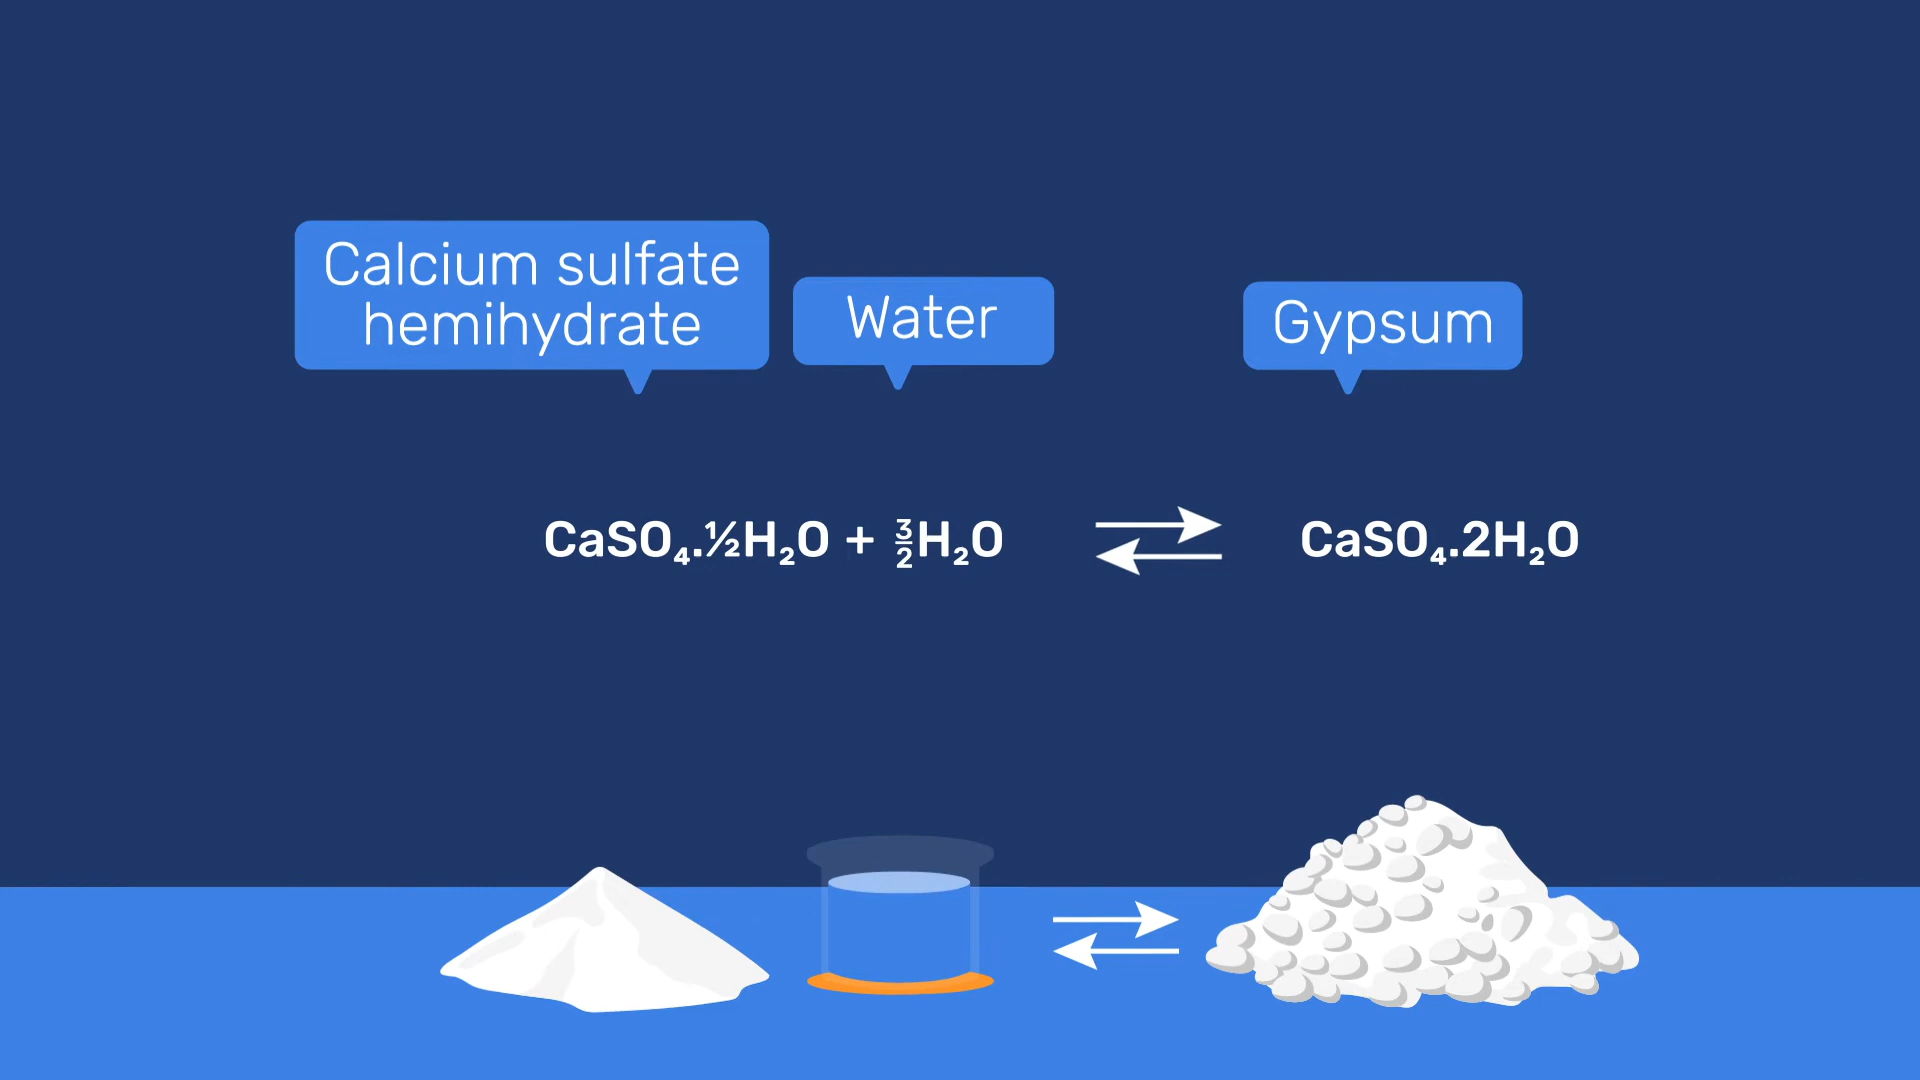 Calcium sulfate
hemihydrate
Water
Gypsum
CaSO₄.½H₂O + 3/2H₂O ⇌ CaSO₄.2H₂O